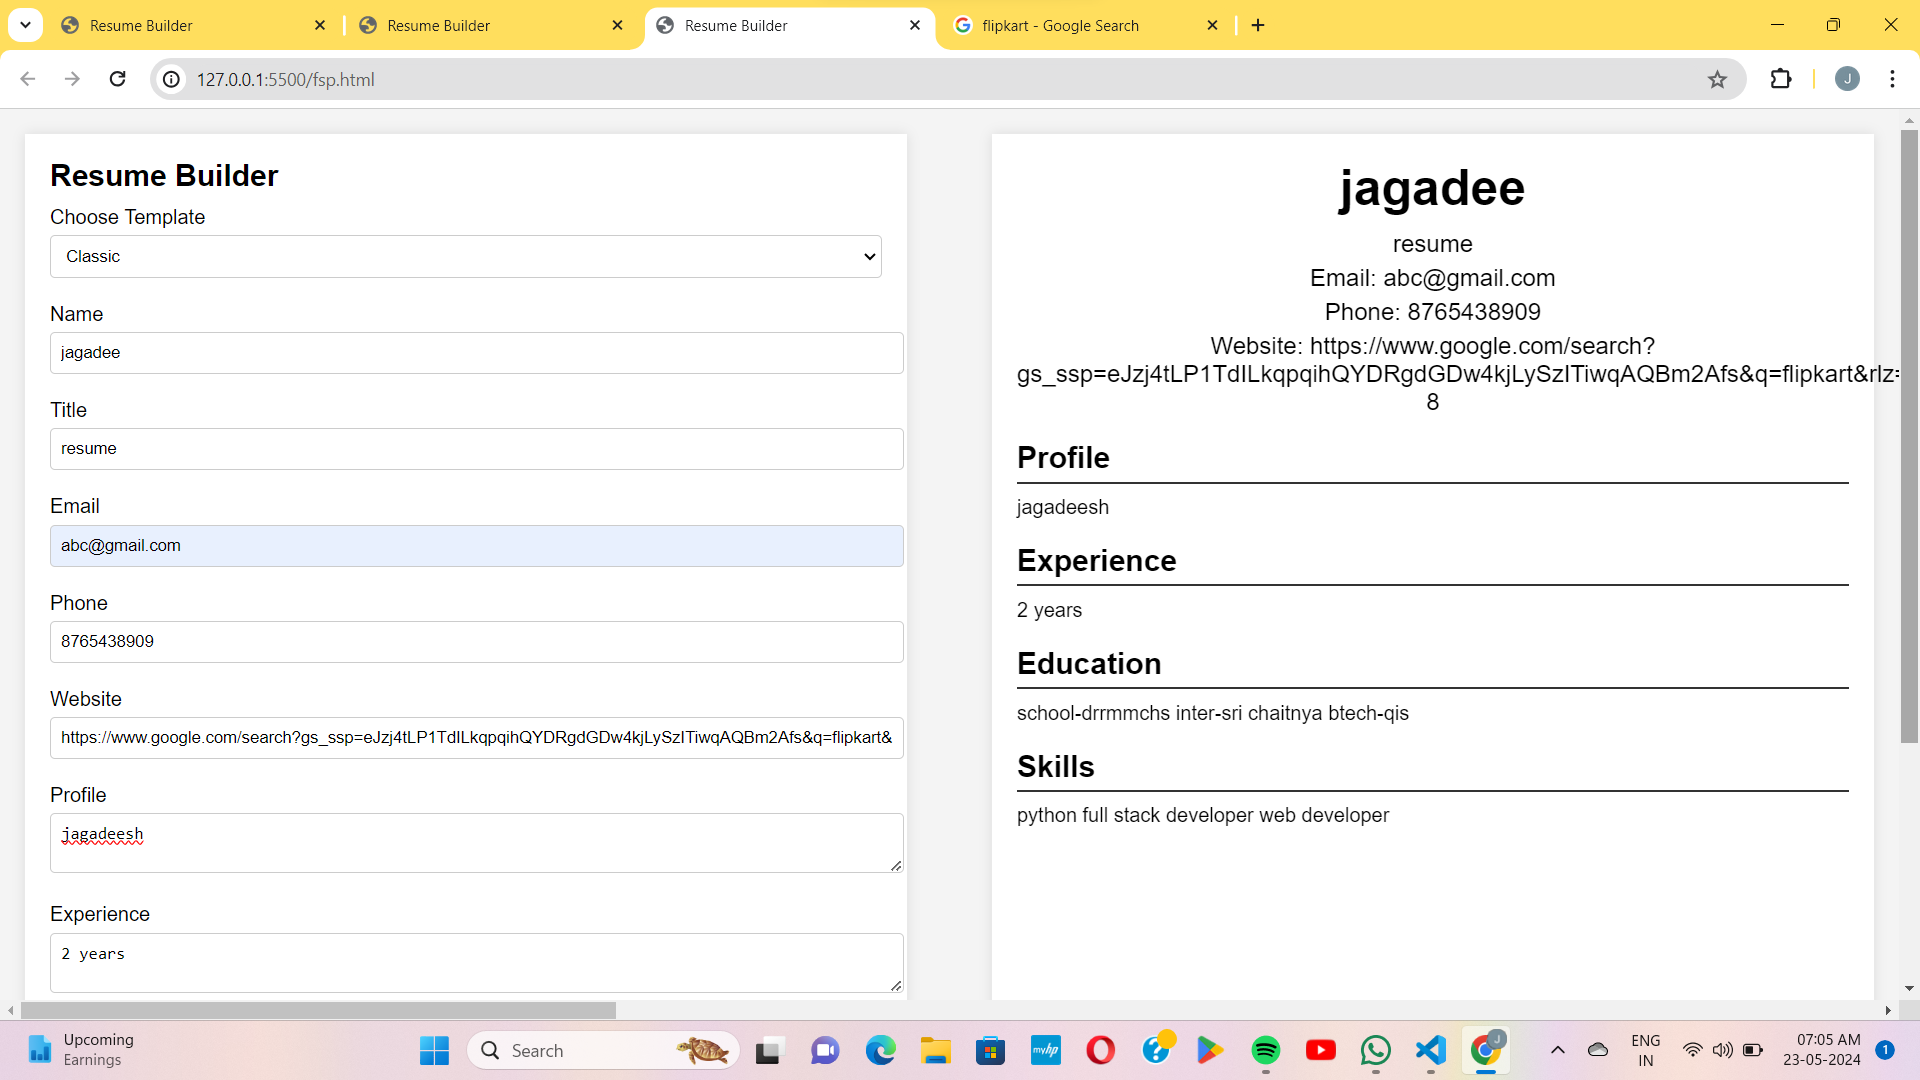 Resume Builder
Resume Builder
Resume Builder
flipkart - Google Search
127.0.0.1:5500/fsp.html
J
Resume Builder
Choose Template
Classic
Name
jagadee
Title
resume
Email
abc@gmail.com
Phone
8765438909
Website
https://www.google.com/search?gs_ssp=eJzj4tLP1TdILkqpqihQYDRgdGDw4kjLySzITiwqAQBm2Afs&q=flipkart&
Profile
jagadeesh
Experience
2 years
jagadee
resume
Email: abc@gmail.com
Phone: 8765438909
Website: https://www.google.com/search?
gs_ssp=eJzj4tLP1TdILkqpqihQYDRgdGDw4kjLySzITiwqAQBm2Afs&q=flipkart&rlz=
8
Profile
jagadeesh
Experience
2 years
Education
school-drrmmchs inter-sri chaitnya btech-qis
Skills
python full stack developer web developer
Upcoming
Earnings
Search
myhp
J
ENG
IN
07:05 AM
23-05-2024
1